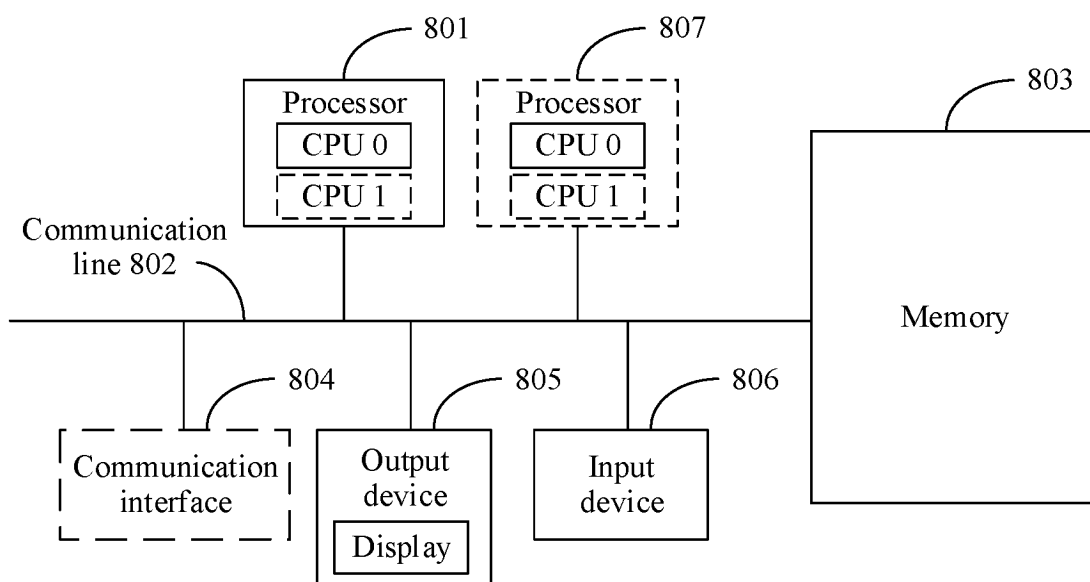 801
807
803
Processor
CPU 0
CPU 1
Processor
CPU 0
CPU 1
Communication
line 802
Memory
804
805
806
Communication
interface
Output
device
Display
Input
device